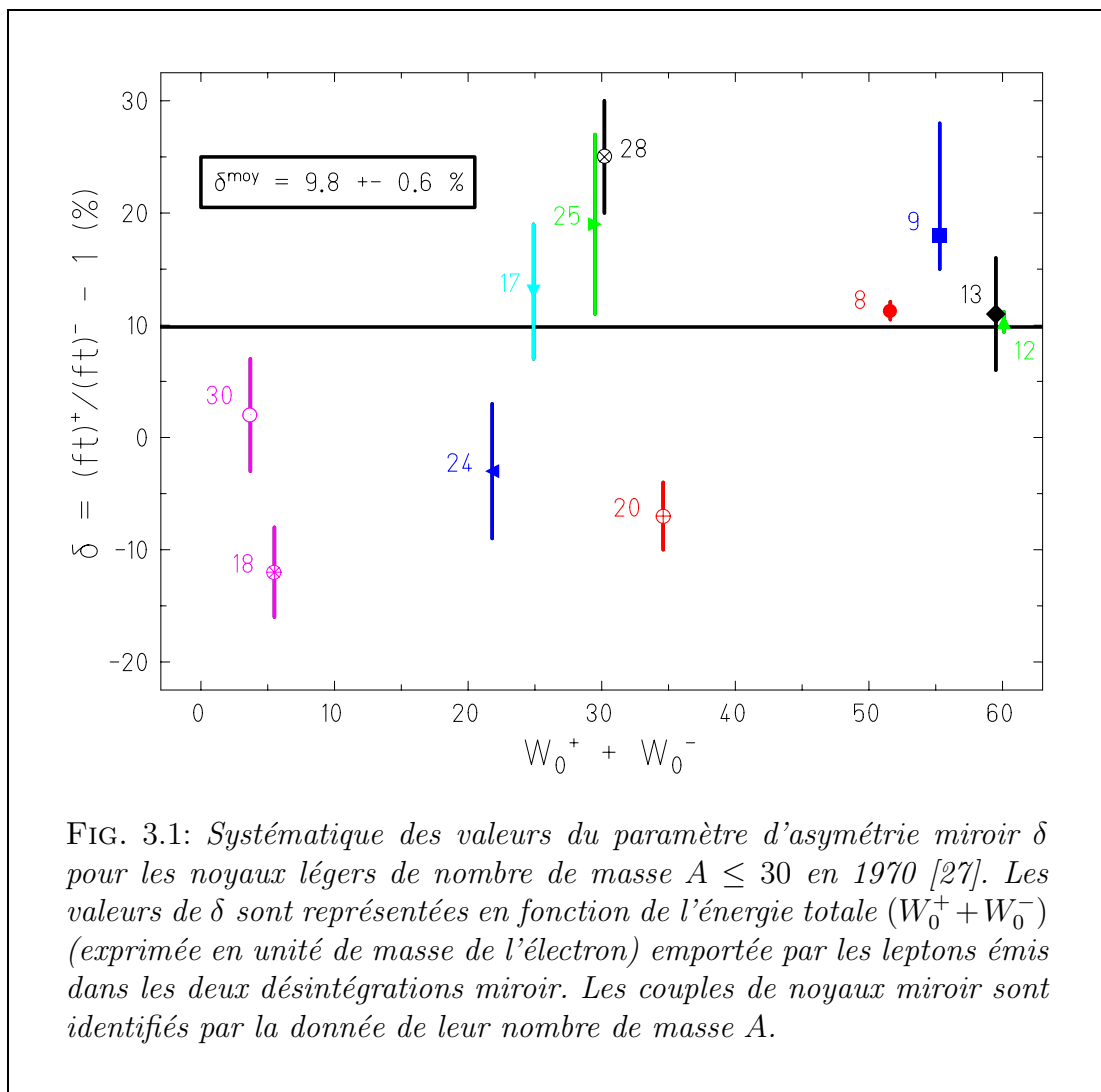 30
20
10
0
-10
-20
δ = (ft)⁺/(ft)⁻ - 1 (%)
δᵐᵒʸ = 9.8 +- 0.6 %
28
25
9
17
8
13
12
30
24
20
18
0 10 20 30 40 50 60
W₀⁺ + W₀⁻
FIG. 3.1: Systématique des valeurs du paramètre d'asymétrie miroir δ
pour les noyaux légers de nombre de masse A ≤ 30 en 1970 [27]. Les
valeurs de δ sont représentées en fonction de l'énergie totale (W₀⁺+W₀⁻)
(exprimée en unité de masse de l'électron) emportée par les leptons émis
dans les deux désintégrations miroir. Les couples de noyaux miroir sont
identifiés par la donnée de leur nombre de masse A.